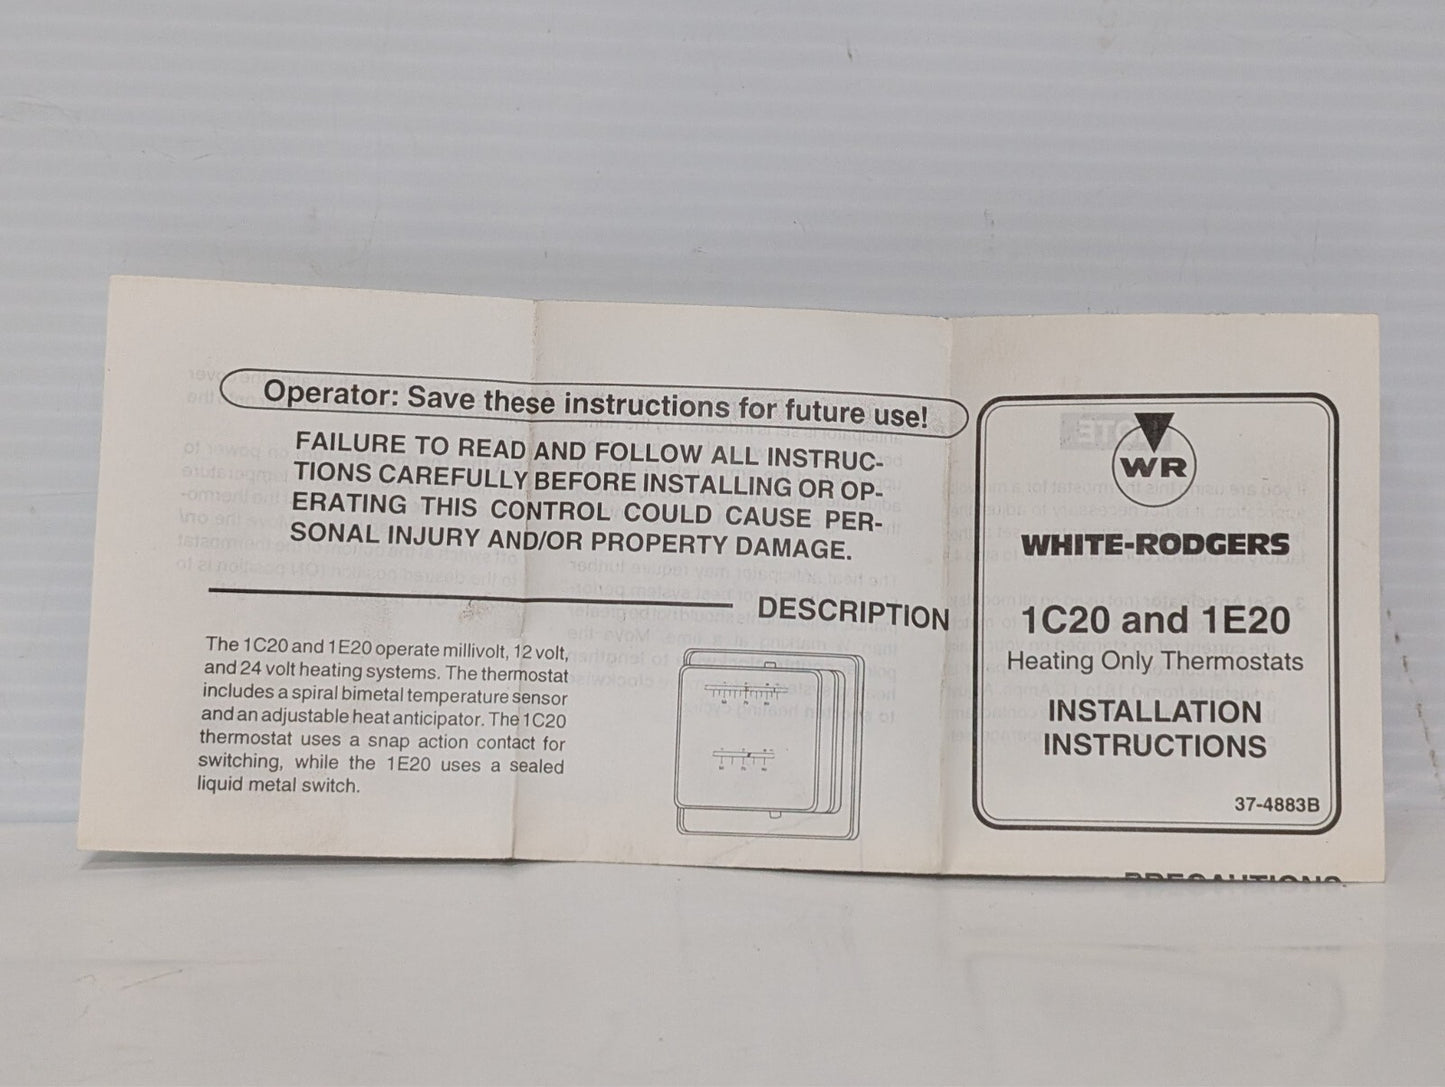 Operator: Save these instructions for future use!
FAILURE TO READ AND FOLLOW ALL INSTRUC-
TIONS CAREFULLY BEFORE INSTALLING OR OP-
ERATING THIS CONTROL COULD CAUSE PER-
SONAL INJURY AND/OR PROPERTY DAMAGE.
DESCRIPTION
The 1C20 and 1E20 operate millivolt, 12 volt,
and 24 volt heating systems. The thermostat
includes a spiral bimetal temperature sensor
and an adjustable heat anticipator. The 1C20
thermostat uses a snap action contact for
switching, while the 1E20 uses a sealed
liquid metal switch.
WR
WHITE-RODGERS
1C20 and 1E20
Heating Only Thermostats
INSTALLATION
INSTRUCTIONS
37-4883B
PRECAUTIONS